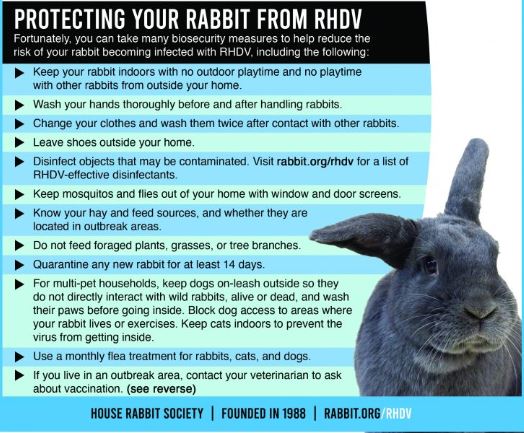 PROTECTING YOUR RABBIT FROM RHDV
Fortunately, you can take many biosecurity measures to help reduce the
risk of your rabbit becoming infected with RHDV, including the following:
▶ Keep your rabbit indoors with no outdoor playtime and no playtime
with other rabbits from outside your home.
▶ Wash your hands thoroughly before and after handling rabbits.
▶ Change your clothes and wash them twice after contact with other rabbits.
▶ Leave shoes outside your home.
▶ Disinfect objects that may be contaminated. Visit rabbit.org/rhdv for a list of
RHDV-effective disinfectants.
▶ Keep mosquitos and flies out of your home with window and door screens.
▶ Know your hay and feed sources, and whether they are
located in outbreak areas.
▶ Do not feed foraged plants, grasses, or tree branches.
▶ Quarantine any new rabbit for at least 14 days.
▶ For multi-pet households, keep dogs on-leash outside so they
do not directly interact with wild rabbits, alive or dead, and wash
their paws before going inside. Block dog access to areas where
your rabbit lives or exercises. Keep cats indoors to prevent the
virus from getting inside.
▶ Use a monthly flea treatment for rabbits, cats, and dogs.
▶ If you live in an outbreak area, contact your veterinarian to ask
about vaccination. (see reverse)
HOUSE RABBIT SOCIETY | FOUNDED IN 1988 | RABBIT.ORG/RHDV